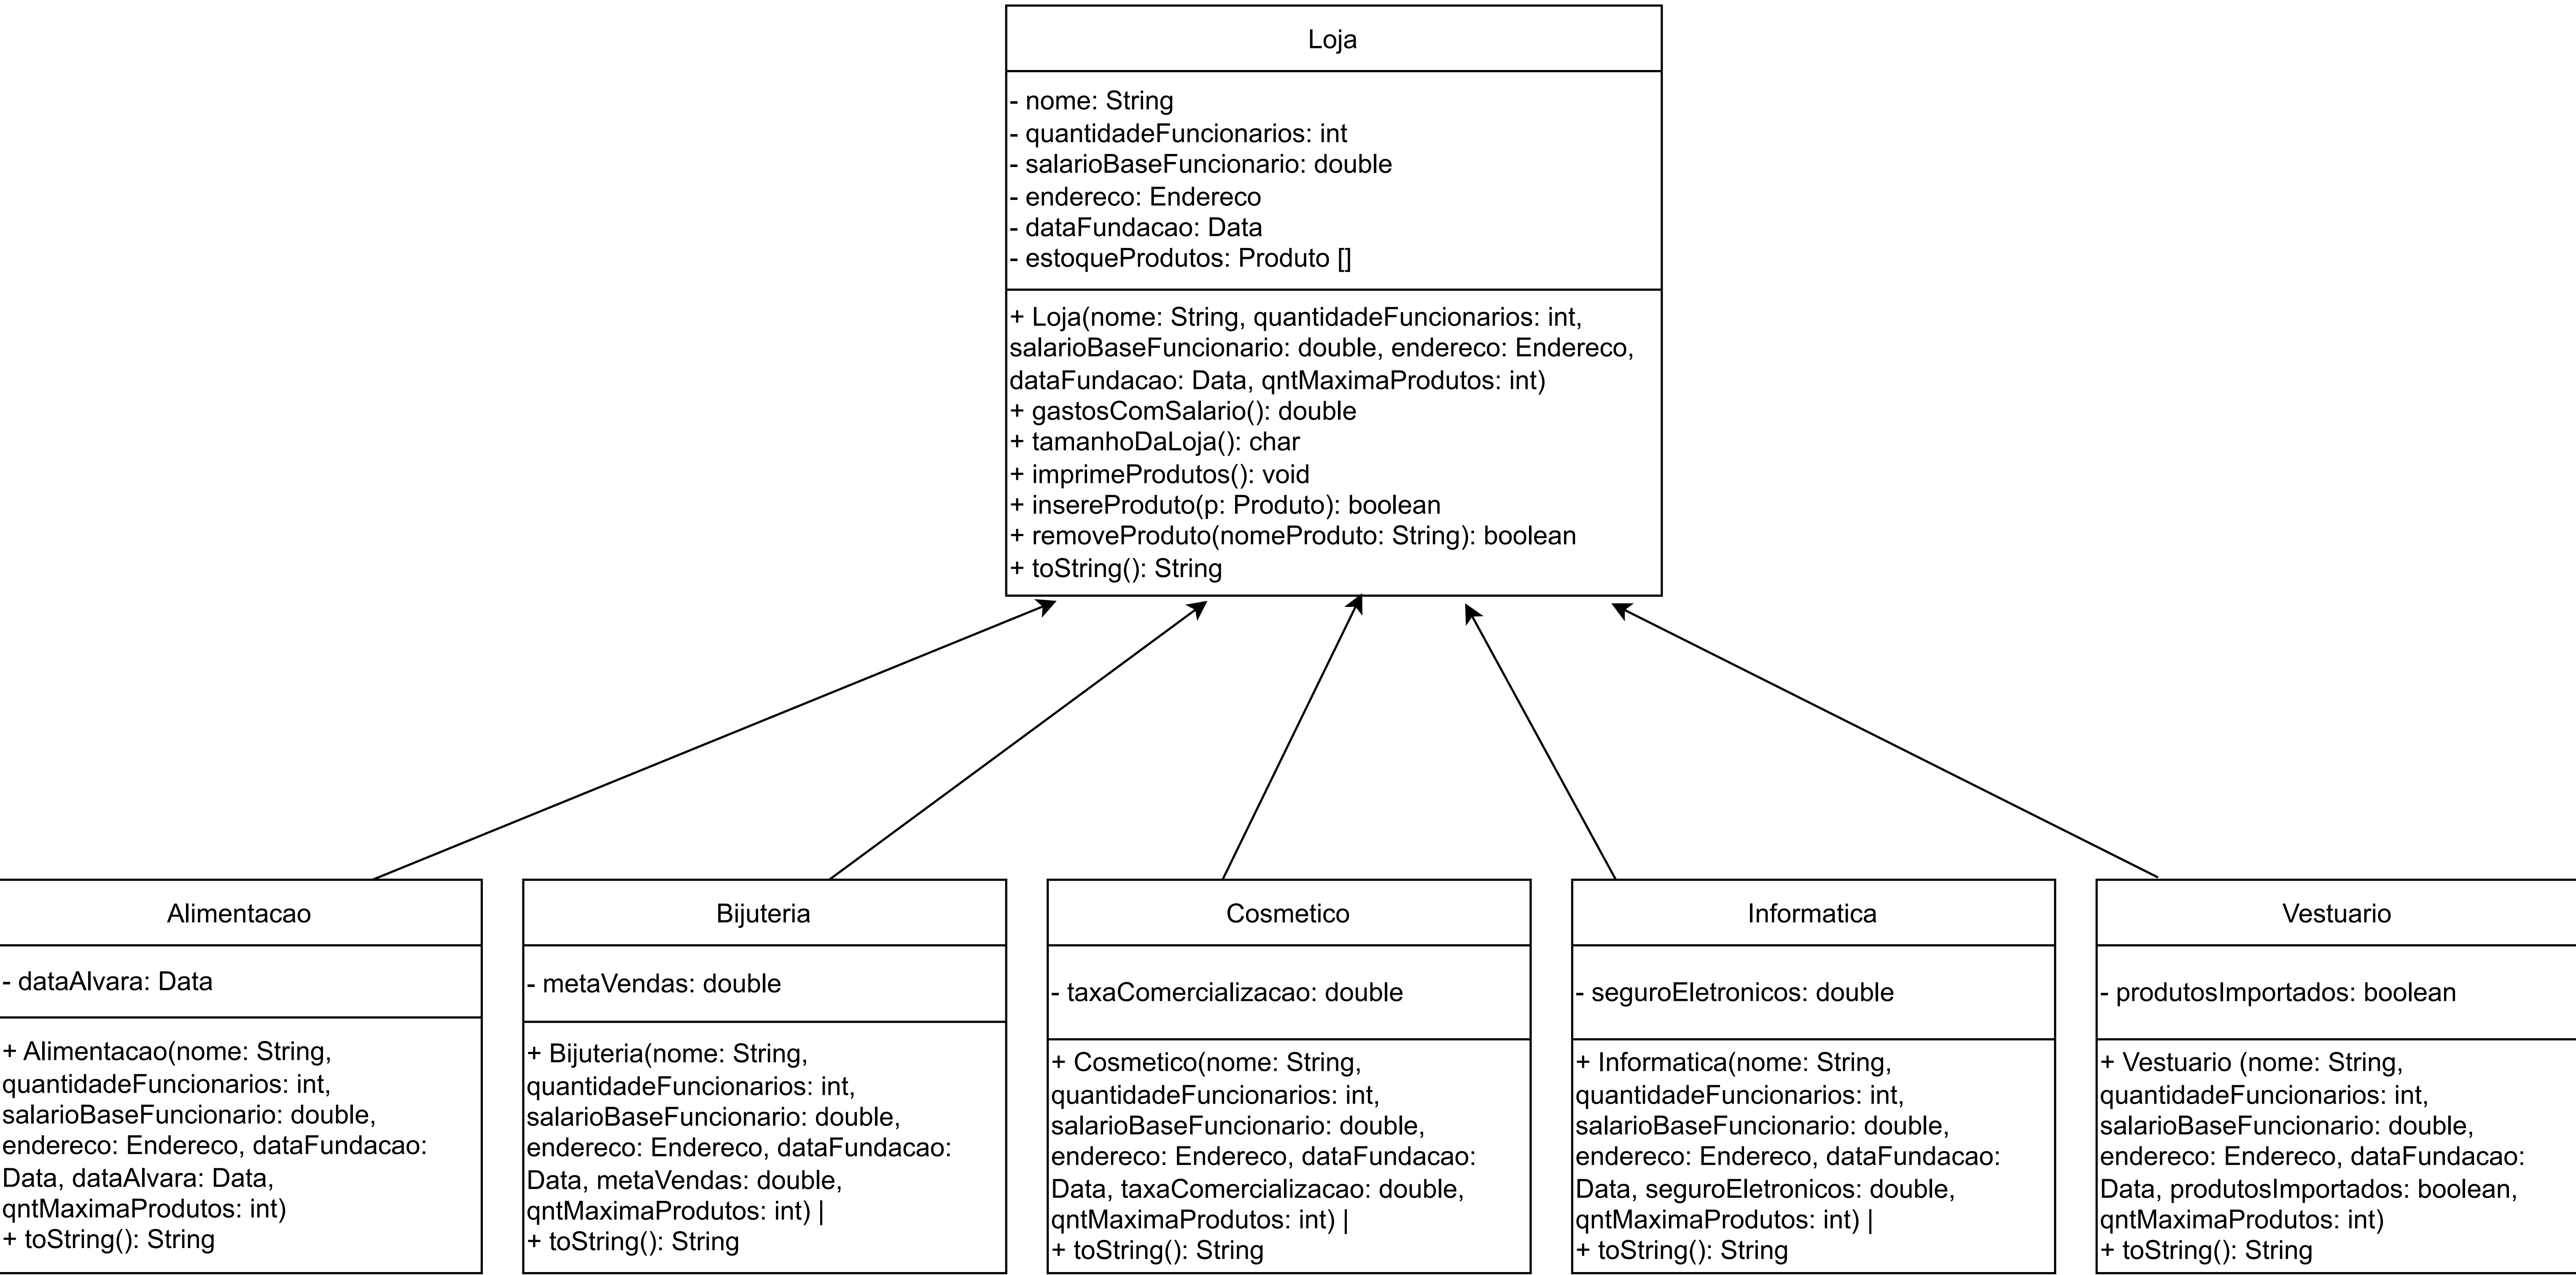 Loja
- nome: String
- quantidadeFuncionarios: int
- salarioBaseFuncionario: double
- endereco: Endereco
- dataFundacao: Data
- estoqueProdutos: Produto []
+ Loja(nome: String, quantidadeFuncionarios: int,
salarioBaseFuncionario: double, endereco: Endereco,
dataFundacao: Data, qntMaximaProdutos: int)
+ gastosComSalario(): double
+ tamanhoDaLoja(): char
+ imprimeProdutos(): void
+ insereProduto(p: Produto): boolean
+ removeProduto(nomeProduto: String): boolean
+ toString(): String
Alimentacao
- dataAlvara: Data
+ Alimentacao(nome: String,
quantidadeFuncionarios: int,
salarioBaseFuncionario: double,
endereco: Endereco, dataFundacao:
Data, dataAlvara: Data,
qntMaximaProdutos: int)
+ toString(): String
Bijuteria
- metaVendas: double
+ Bijuteria(nome: String,
quantidadeFuncionarios: int,
salarioBaseFuncionario: double,
endereco: Endereco, dataFundacao:
Data, metaVendas: double,
qntMaximaProdutos: int) |
+ toString(): String
Cosmetico
- taxaComercializacao: double
+ Cosmetico(nome: String,
quantidadeFuncionarios: int,
salarioBaseFuncionario: double,
endereco: Endereco, dataFundacao:
Data, taxaComercializacao: double,
qntMaximaProdutos: int) |
+ toString(): String
Informatica
- seguroEletronicos: double
+ Informatica(nome: String,
quantidadeFuncionarios: int,
salarioBaseFuncionario: double,
endereco: Endereco, dataFundacao:
Data, seguroEletronicos: double,
qntMaximaProdutos: int) |
+ toString(): String
Vestuario
- produtosImportados: boolean
+ Vestuario (nome: String,
quantidadeFuncionarios: int,
salarioBaseFuncionario: double,
endereco: Endereco, dataFundacao:
Data, produtosImportados: boolean,
qntMaximaProdutos: int)
+ toString(): String